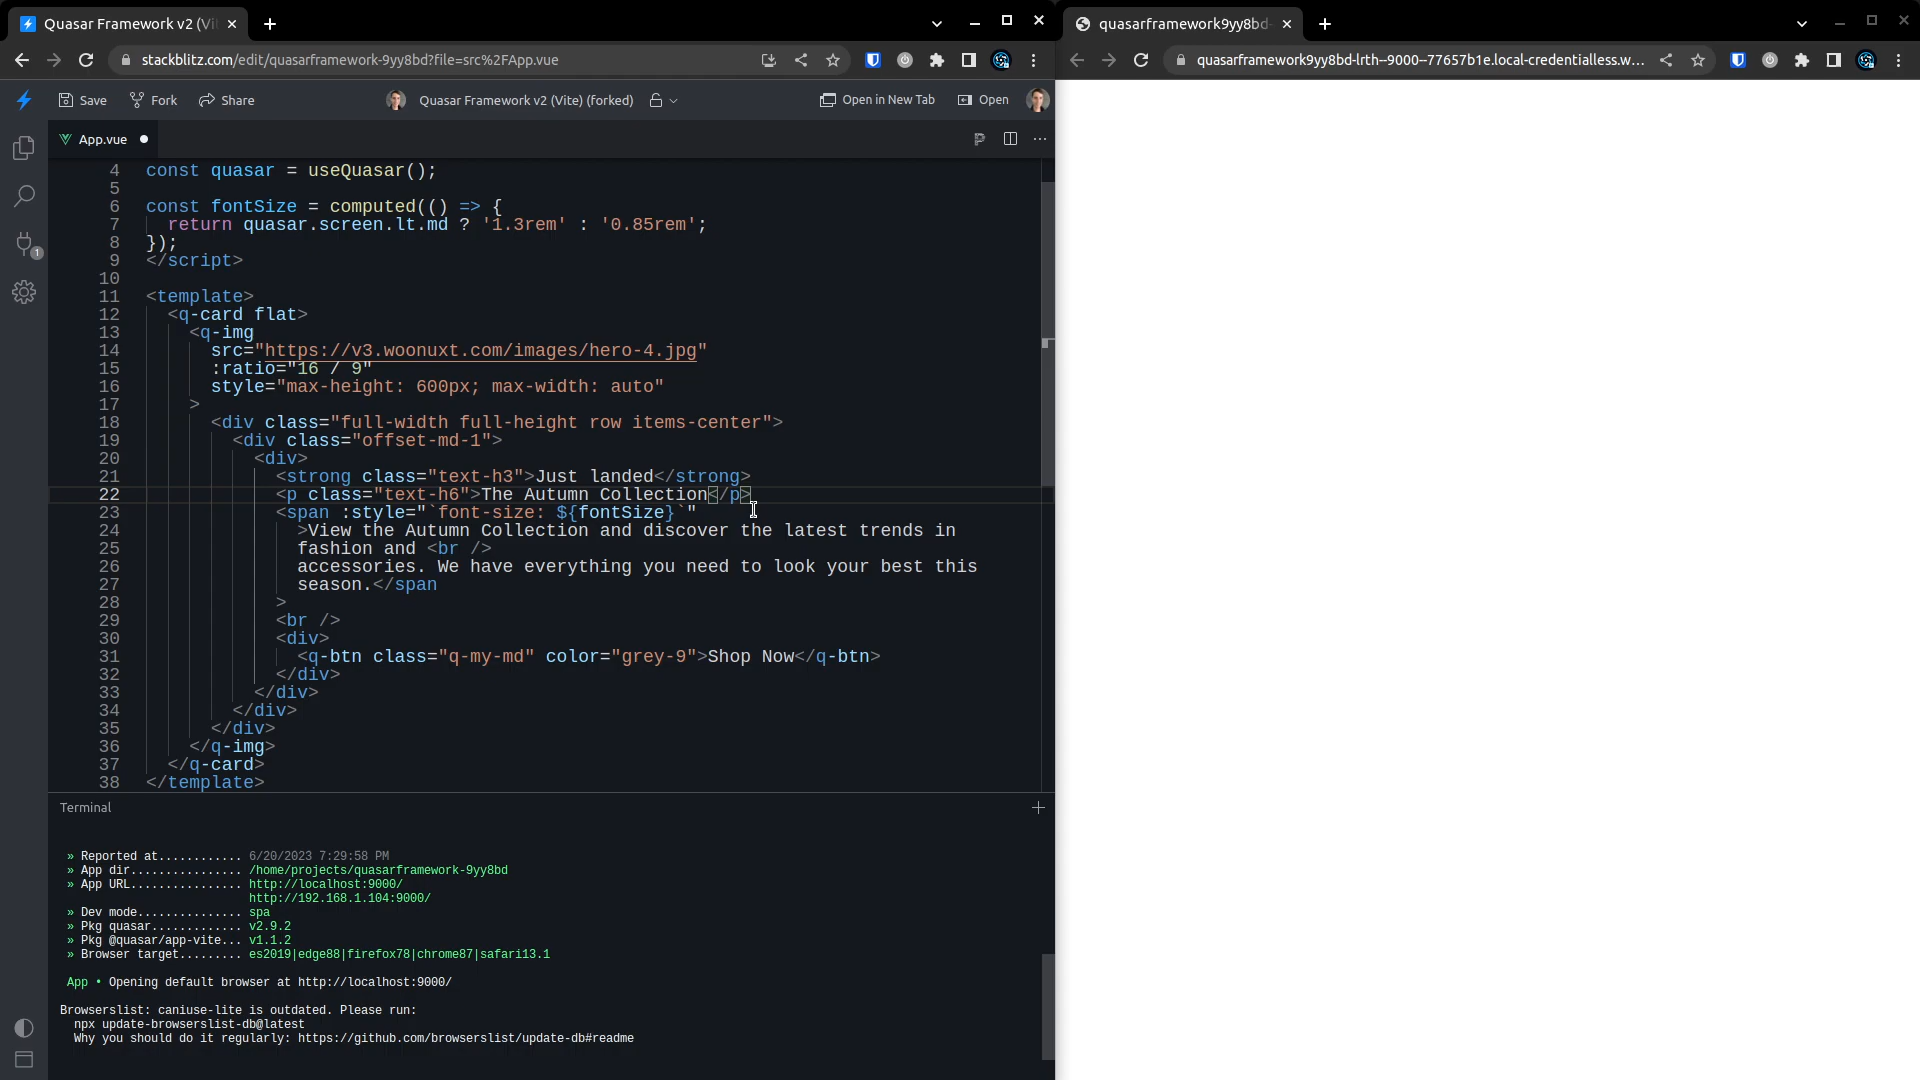 Quasar Framework v2 (Vi
quasarframework9yy8bd-
stackblitz.com/edit/quasarframework-9yy8bd?file=src%2FApp.vue
quasarframework9yy8bd-lrth--9000--77657b1e.local-credentialless.w...
Save
Fork
Share
Quasar Framework v2 (Vite) (forked)
Open in New Tab
Open
App.vue
1
4 const quasar = useQuasar();
5
6 const fontSize = computed(() => {
7 return quasar.screen.lt.md ? '1.3rem' : '0.85rem';
8 });
9 </script>
10
11 <template>
12 <q-card flat>
13 <q-img
14 src="https://v3.woonuxt.com/images/hero-4.jpg"
15 :ratio="16 / 9"
16 style="max-height: 600px; max-width: auto"
17 >
18 <div class="full-width full-height row items-center">
19 <div class="offset-md-1">
20 <div>
21 <strong class="text-h3">Just landed</strong>
22 <p class="text-h6">The Autumn Collection</p>
23 <span :style="`font-size: ${fontSize}`"
24 >View the Autumn Collection and discover the latest trends in
25 fashion and <br />
26 accessories. We have everything you need to look your best this
27 season.</span
28 >
29 <br />
30 <div>
31 <q-btn class="q-my-md" color="grey-9">Shop Now</q-btn>
32 </div>
33 </div>
34 </div>
35 </div>
36 </q-img>
37 </q-card>
38 </template>
Terminal
» Reported at............ 6/20/2023 7:29:58 PM
» App dir................ /home/projects/quasarframework-9yy8bd
» App URL................ http://localhost:9000/
http://192.168.1.104:9000/
» Dev mode............... spa
» Pkg quasar............. v2.9.2
» Pkg @quasar/app-vite... v1.1.2
» Browser target......... es2019|edge88|firefox78|chrome87|safari13.1
App • Opening default browser at http://localhost:9000/
Browserslist: caniuse-lite is outdated. Please run:
npx update-browserslist-db@latest
Why you should do it regularly: https://github.com/browserslist/update-db#readme